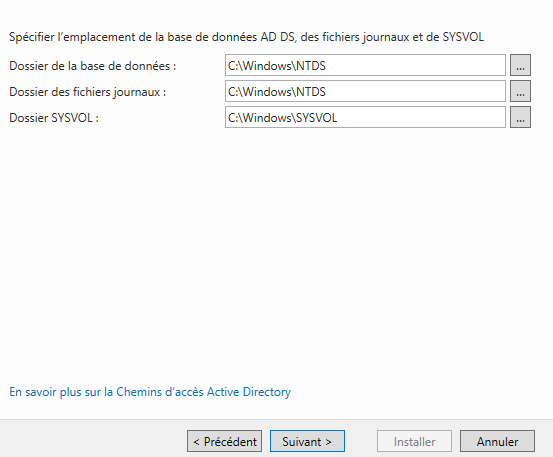 Spécifier l'emplacement de la base de données AD DS, des fichiers journaux et de SYSVOL
Dossier de la base de données : C:\Windows\NTDS ...
Dossier des fichiers journaux : C:\Windows\NTDS ...
Dossier SYSVOL : C:\Windows\SYSVOL ...
En savoir plus sur la Chemins d'accès Active Directory
< Précédent Suivant > Installer Annuler